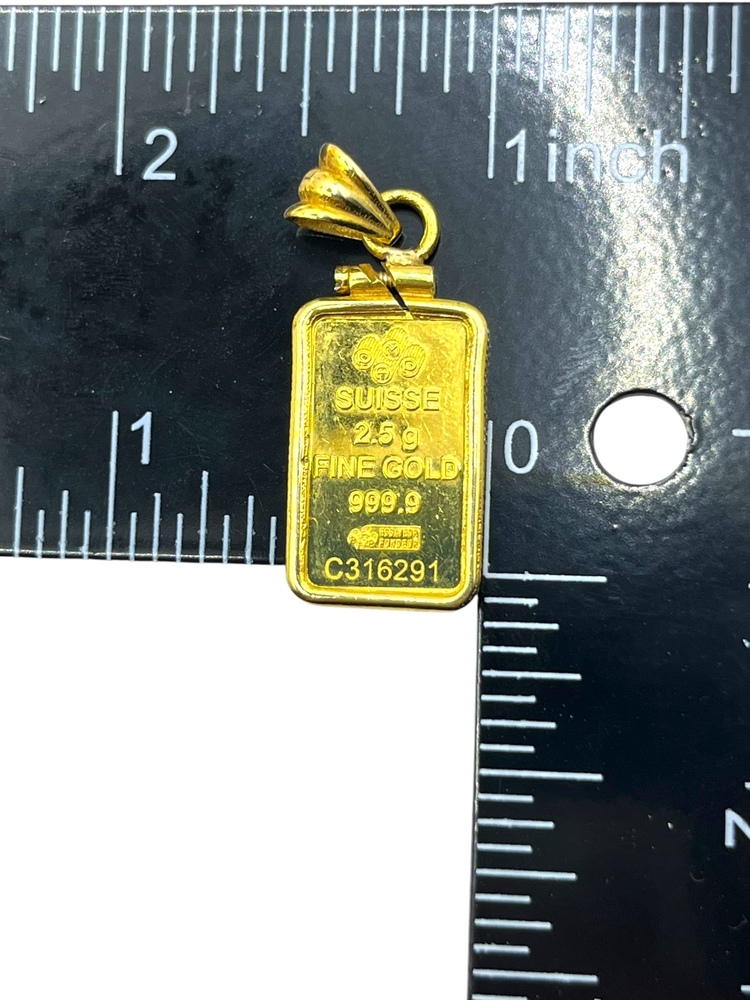 2
1 inch
SUISSE
2.5 g
FINE GOLD
999.9
C316291
1
0